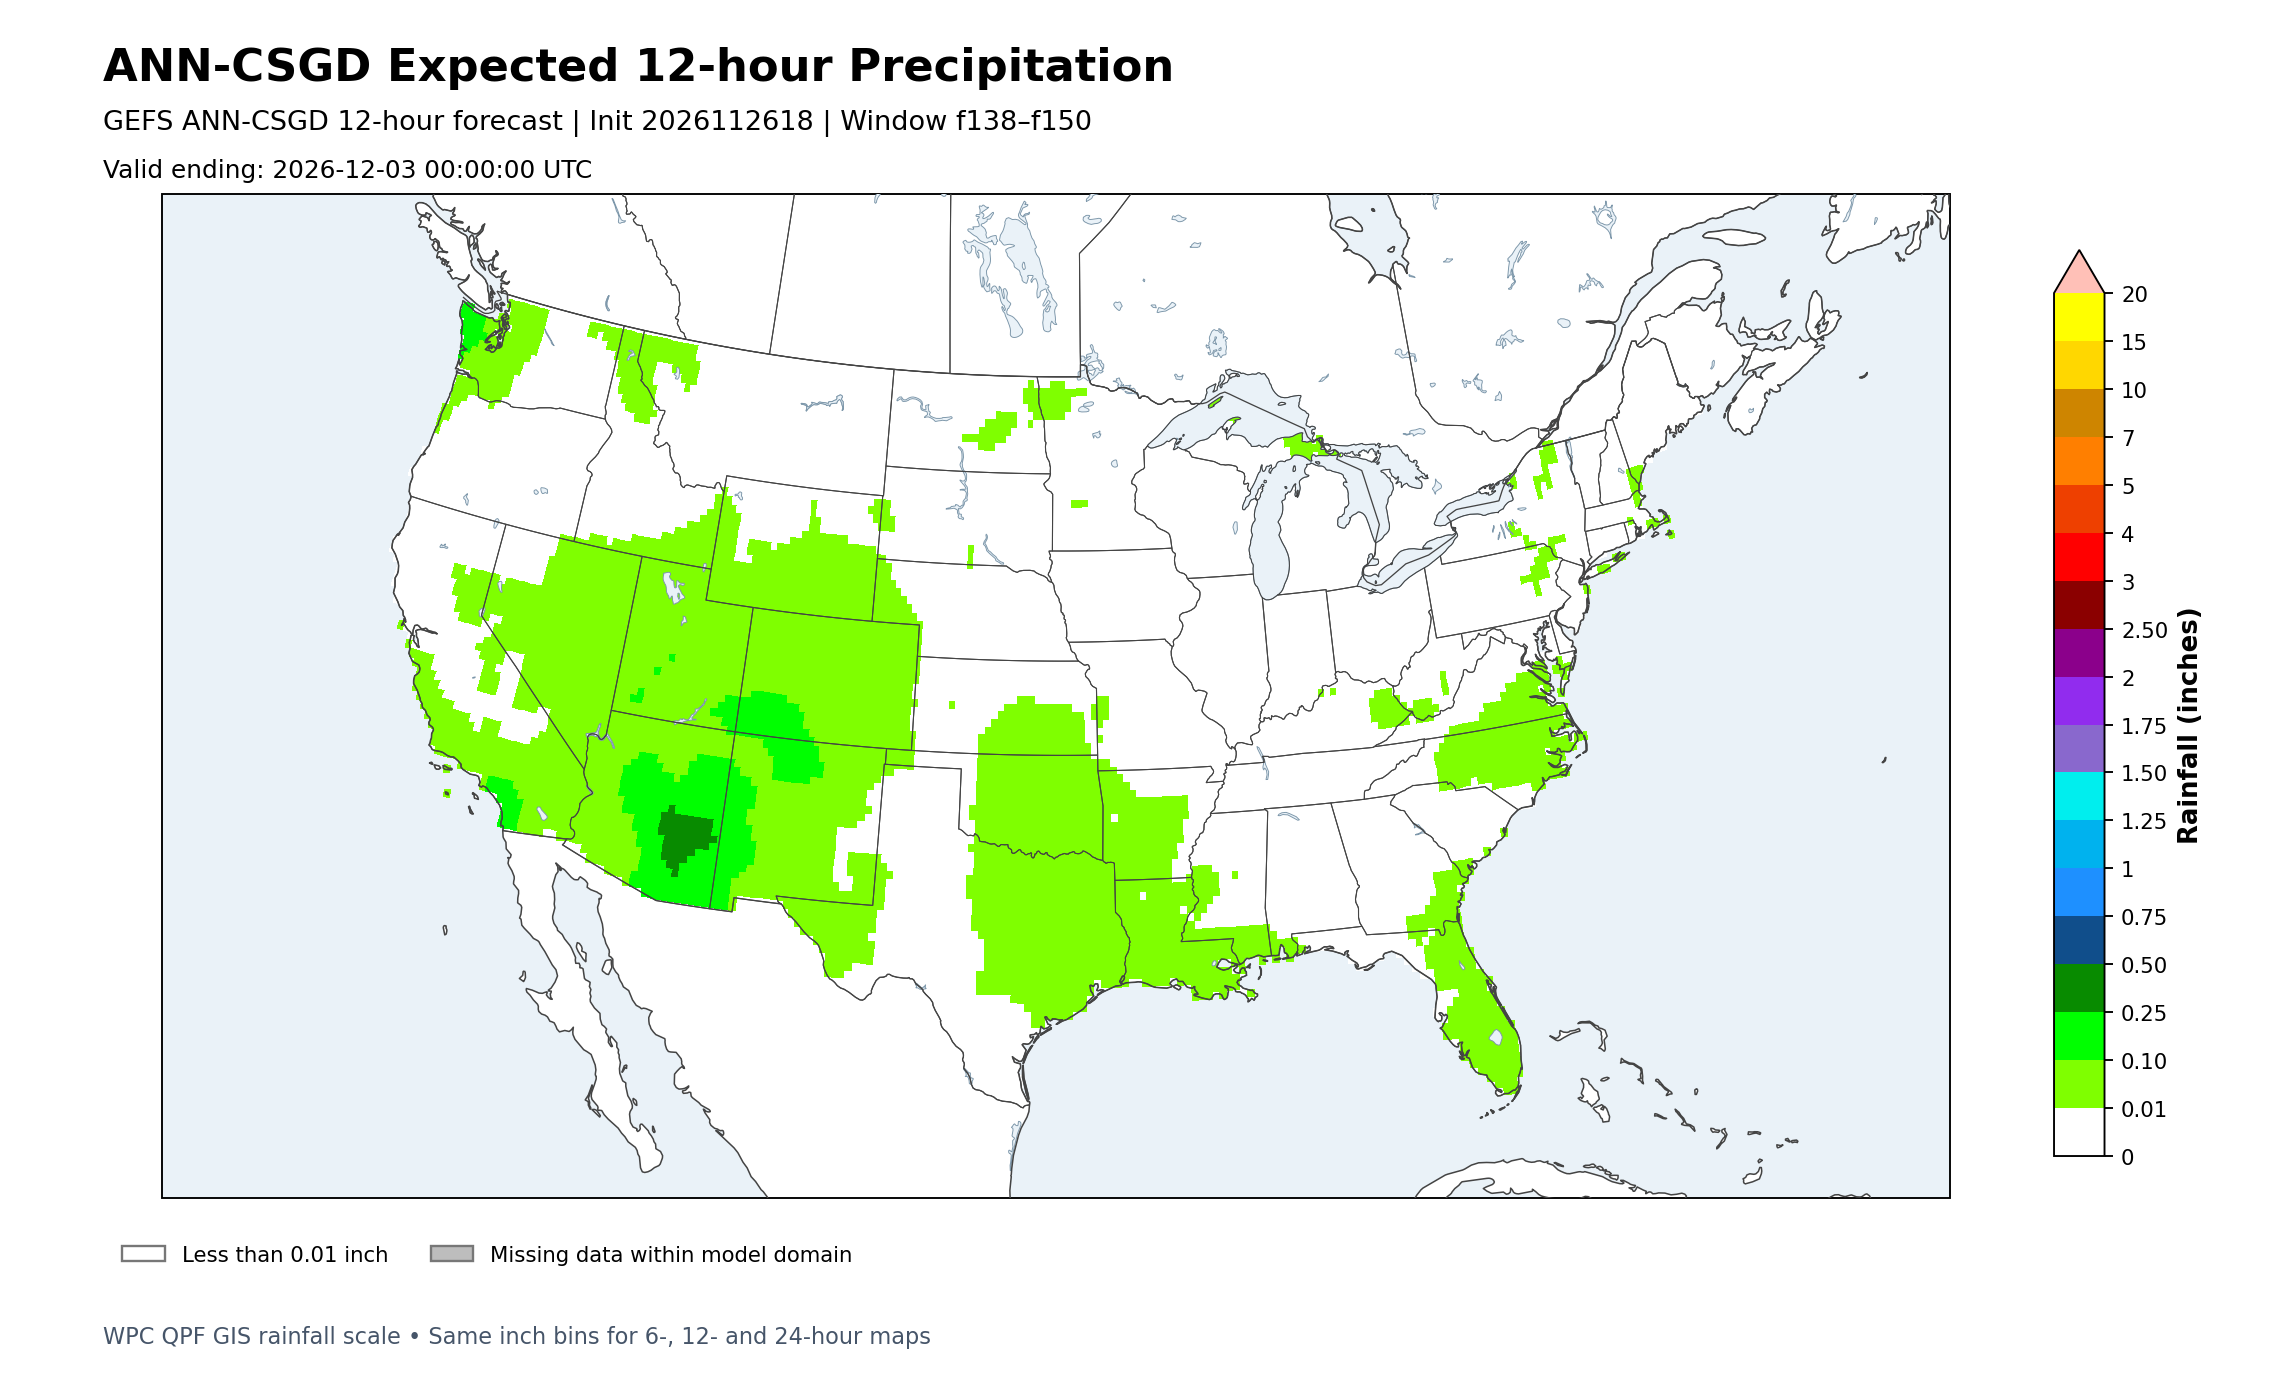 ANN-CSGD Expected 12-hour Precipitation
GEFS ANN-CSGD 12-hour forecast | Init 2026112618 | Window f138–f150
Valid ending: 2026-12-03 00:00:00 UTC
20
15
10
7
5
4
3
2.50
2
1.75
1.50
1.25
1
0.75
0.50
0.25
0.10
0.01
0
Rainfall (inches)
Less than 0.01 inch
Missing data within model domain
WPC QPF GIS rainfall scale • Same inch bins for 6-, 12- and 24-hour maps